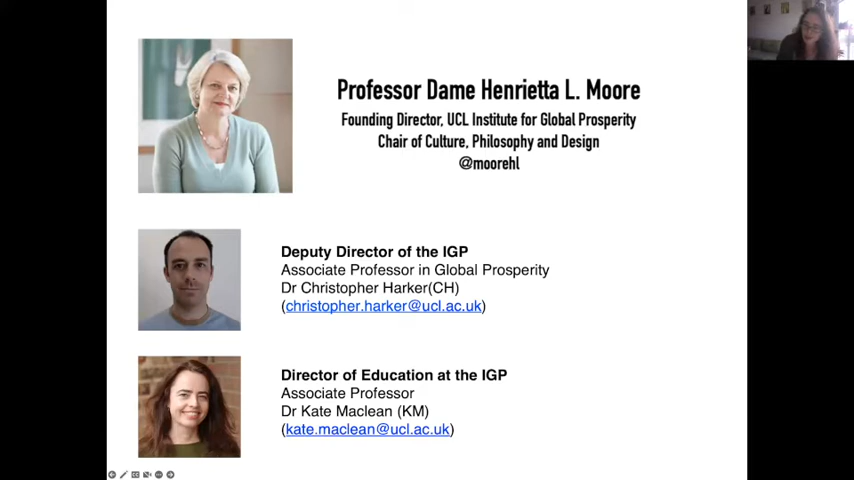 Professor Dame Henrietta L. Moore
Founding Director, UCL Institute for Global Prosperity
Chair of Culture, Philosophy and Design
@moorehl
Deputy Director of the IGP
Associate Professor in Global Prosperity
Dr Christopher Harker(CH)
(christopher.harker@ucl.ac.uk)
Director of Education at the IGP
Associate Professor
Dr Kate Maclean (KM)
(kate.maclean@ucl.ac.uk)